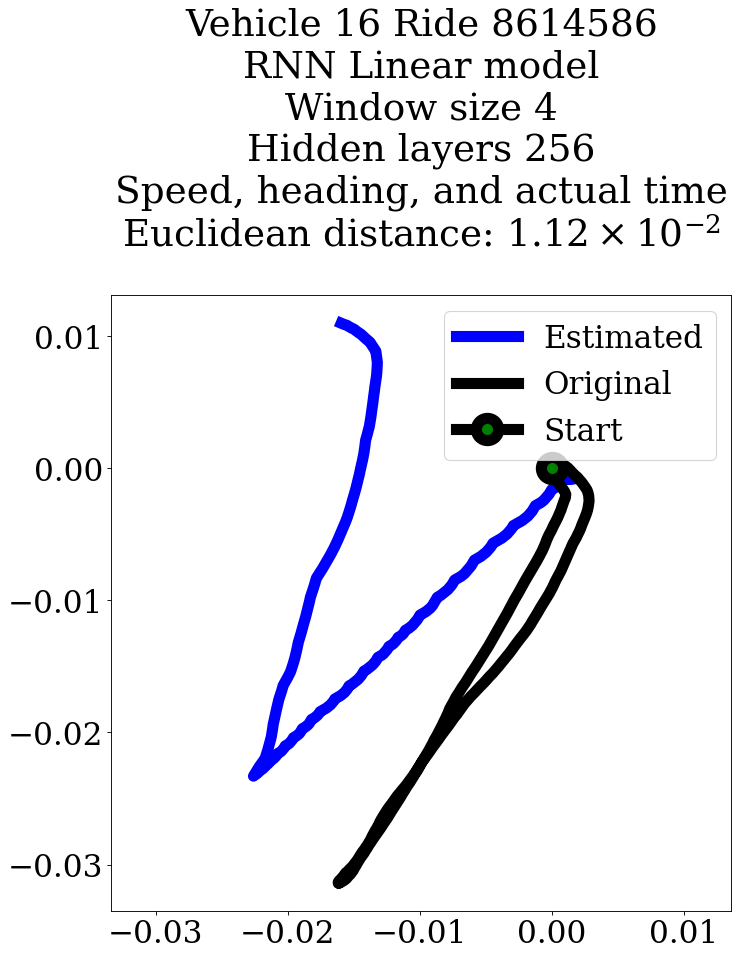 Vehicle 16 Ride 8614586
RNN Linear model
Window size 4
Hidden layers 256
Speed, heading, and actual time
Euclidean distance: 1.12 × 10⁻²
Estimated
Original
Start
0.01
0.00
−0.01
−0.02
−0.03
−0.03 −0.02 −0.01 0.00 0.01